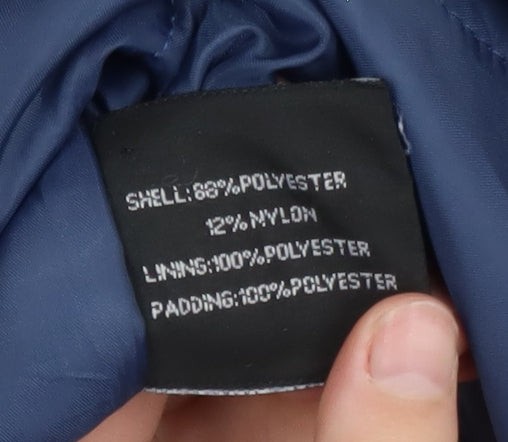 SHELL:88%POLYESTER
12%NYLON
LINING:100%POLYESTER
PADDING:100%POLYESTER